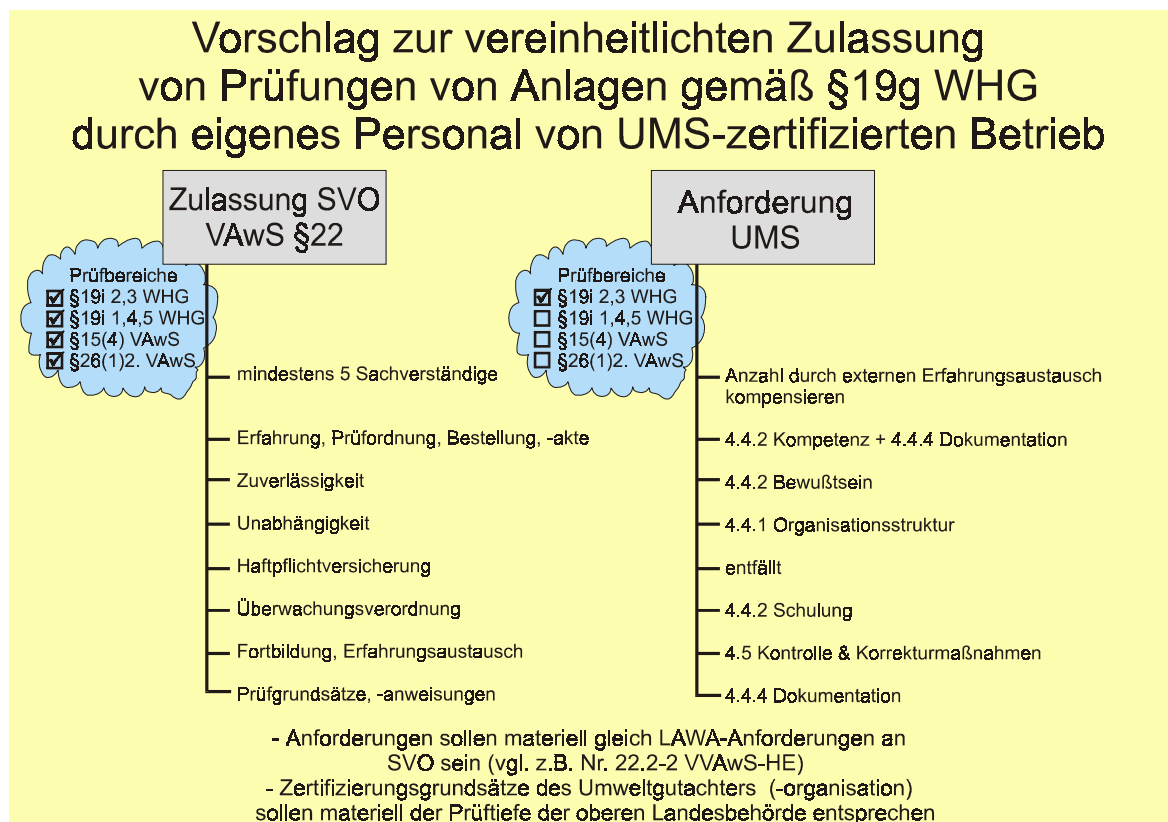 Vorschlag zur vereinheitlichten Zulassung
von Prüfungen von Anlagen gemäß §19g WHG
durch eigenes Personal von UMS-zertifizierten Betrieb
Zulassung SVO
VAwS §22
Prüfbereiche
§19i 2,3 WHG
§19i 1,4,5 WHG
§15(4) VAwS
§26(1)2. VAwS
mindestens 5 Sachverständige
Erfahrung, Prüfordnung, Bestellung, -akte
Zuverlässigkeit
Unabhängigkeit
Haftpflichtversicherung
Überwachungsverordnung
Fortbildung, Erfahrungsaustausch
Prüfgrundsätze, -anweisungen
Anforderung
UMS
Prüfbereiche
§19i 2,3 WHG
§19i 1,4,5 WHG
§15(4) VAwS
§26(1)2. VAwS
Anzahl durch externen Erfahrungsaustausch
kompensieren
4.4.2 Kompetenz + 4.4.4 Dokumentation
4.4.2 Bewußtsein
4.4.1 Organisationsstruktur
entfällt
4.4.2 Schulung
4.5 Kontrolle & Korrekturmaßnahmen
4.4.4 Dokumentation
- Anforderungen sollen materiell gleich LAWA-Anforderungen an
SVO sein (vgl. z.B. Nr. 22.2-2 VVAwS-HE)
- Zertifizierungsgrundsätze des Umweltgutachters (-organisation)
sollen materiell der Prüftiefe der oberen Landesbehörde entsprechen